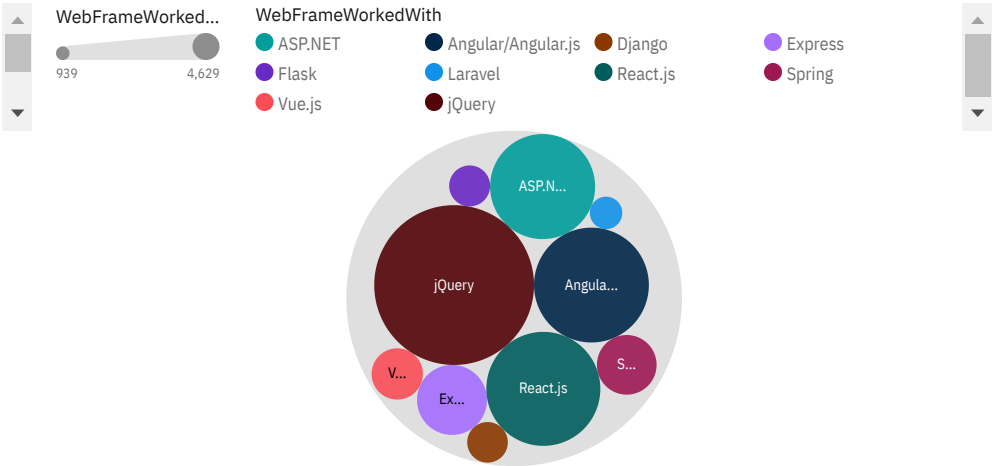 WebFrameWorked...
939 4,629
WebFrameWorkedWith
ASP.NET Angular/Angular.js Django Express
Flask Laravel React.js Spring
Vue.js jQuery
ASP.N...
jQuery
Angula...
S...
V...
React.js
Ex...